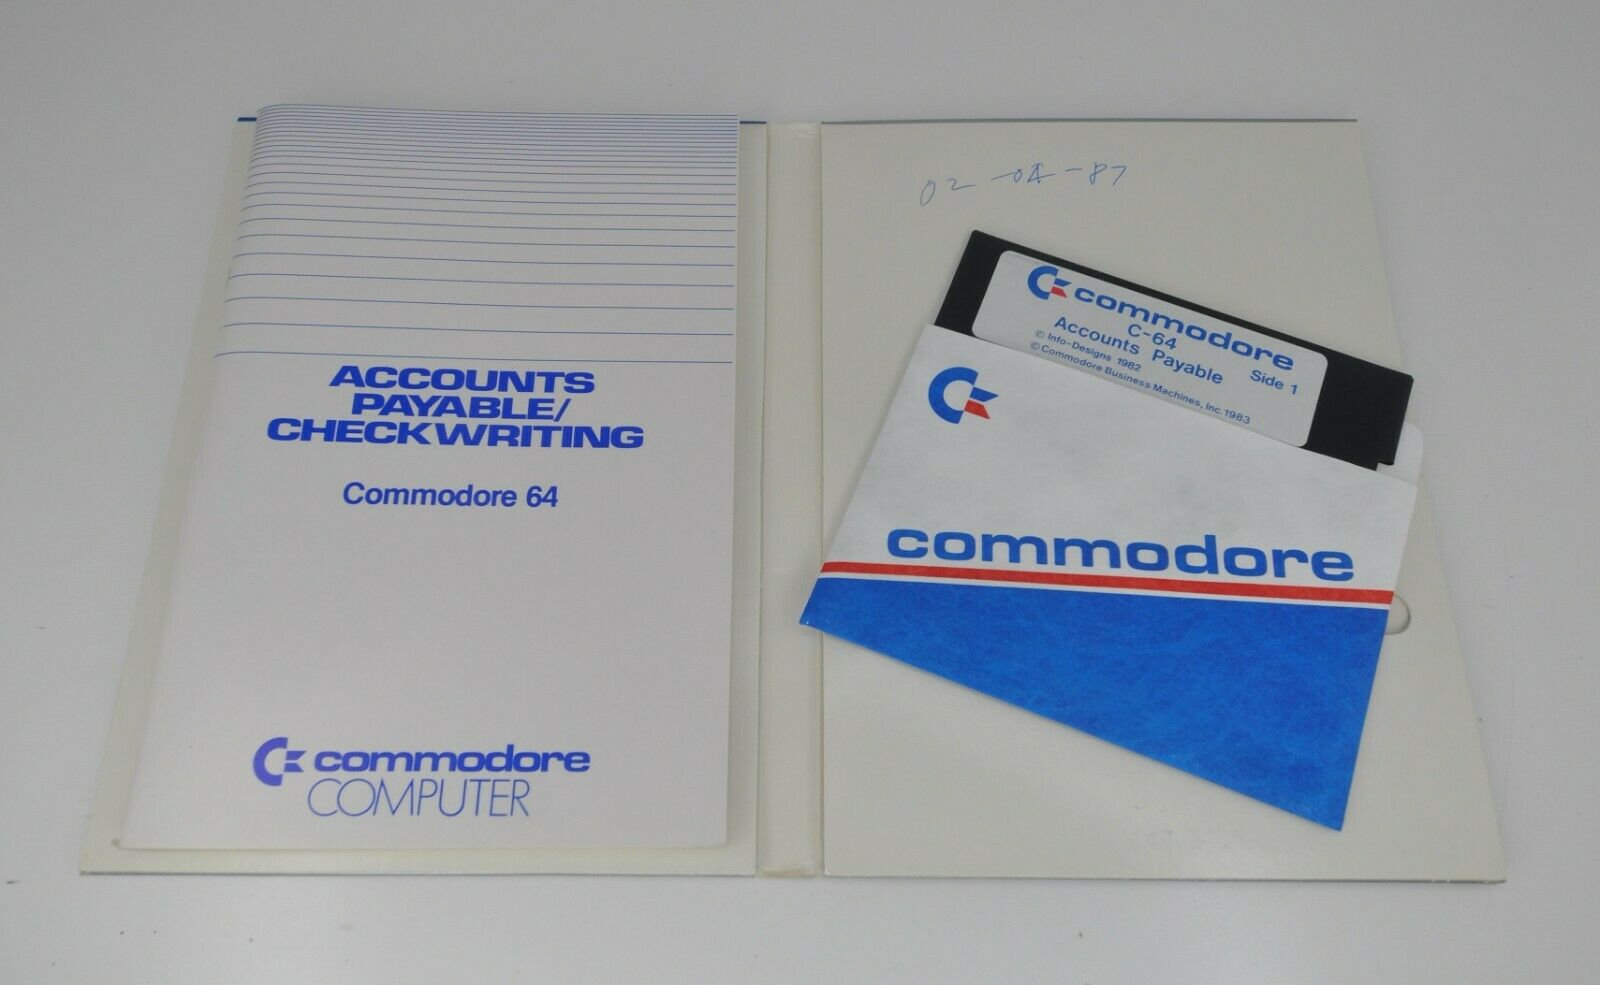 ACCOUNTS
PAYABLE/
CHECKWRITING
Commodore 64
commodore
COMPUTER
02-04-87
commodore
C-64
Accounts Payable
Side 1
© Info-Designs 1982
© Commodore Business Machines, Inc. 1983
commodore